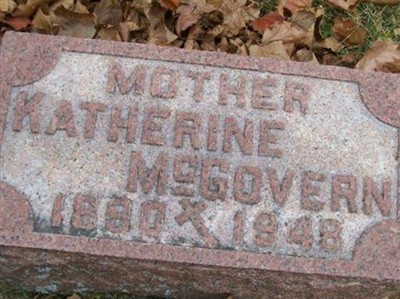 MOTHER
KATHERINE
McGOVERN
1880 1948